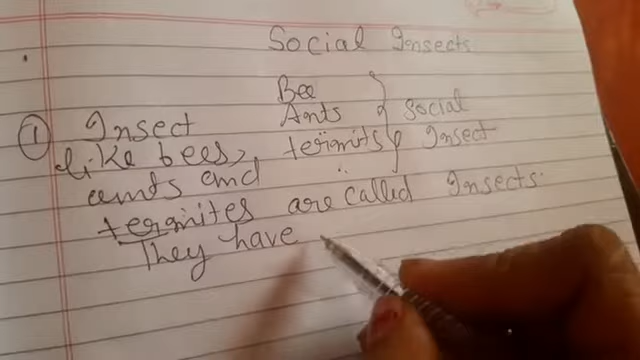 Social Insects
Bee
Ants } Social
termits } Insect
① Insect
like bees,
ants and
termites are called Insects.
They have